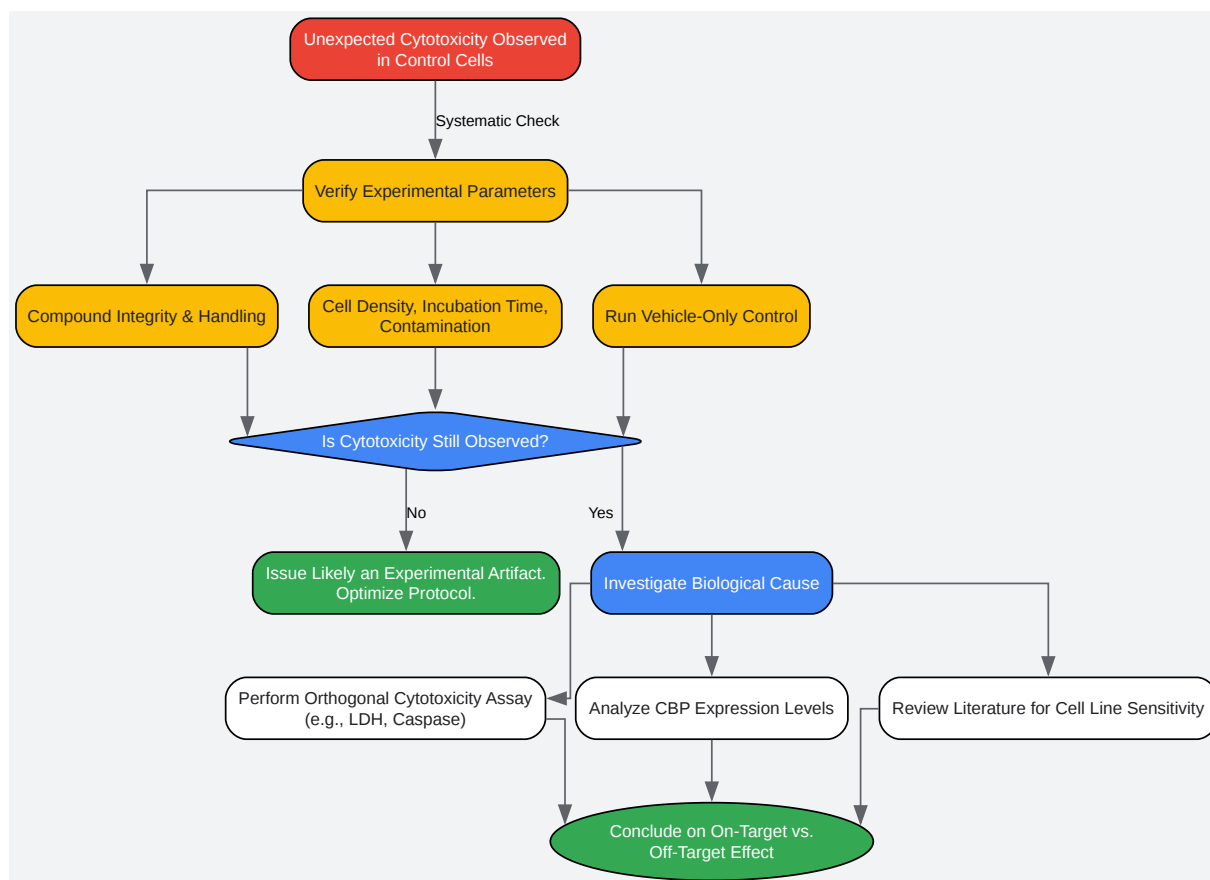 Unexpected Cytotoxicity Observed
in Control Cells
Systematic Check
Verify Experimental Parameters
Compound Integrity & Handling
Cell Density, Incubation Time,
Contamination
Run Vehicle-Only Control
Is Cytotoxicity Still Observed?
No
Yes
Issue Likely an Experimental Artifact.
Optimize Protocol.
Investigate Biological Cause
Perform Orthogonal Cytotoxicity Assay
(e.g., LDH, Caspase)
Analyze CBP Expression Levels
Review Literature for Cell Line Sensitivity
Conclude on On-Target vs.
Off-Target Effect